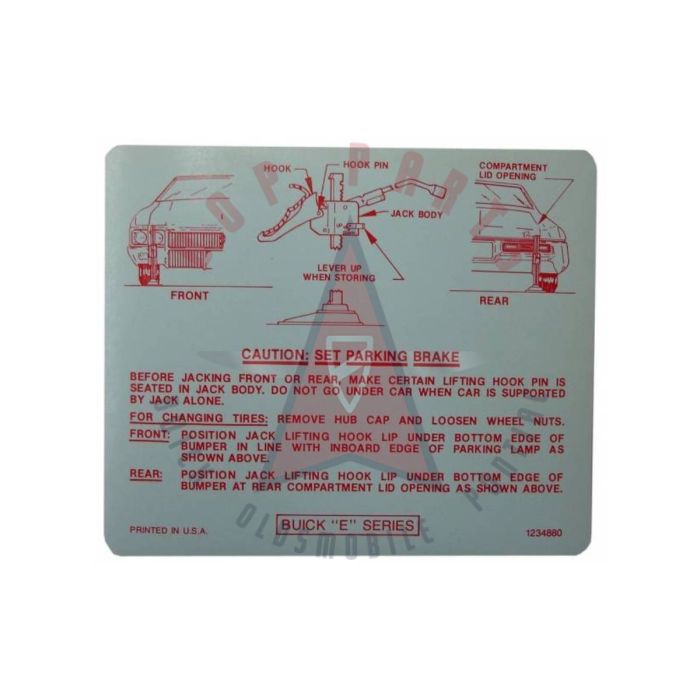 HOOK
HOOK PIN
COMPARTMENT
LID OPENING
JACK BODY
LEVER UP
WHEN STORING
FRONT
REAR
CAUTION: SET PARKING BRAKE
BEFORE JACKING FRONT OR REAR, MAKE CERTAIN LIFTING HOOK PIN IS
SEATED IN JACK BODY. DO NOT GO UNDER CAR WHEN CAR IS SUPPORTED
BY JACK ALONE.
FOR CHANGING TIRES: REMOVE HUB CAP AND LOOSEN WHEEL NUTS.
FRONT: POSITION JACK LIFTING HOOK LIP UNDER BOTTOM EDGE OF
BUMPER IN LINE WITH INBOARD EDGE OF PARKING LAMP AS
SHOWN ABOVE.
REAR: POSITION JACK LIFTING HOOK LIP UNDER BOTTOM EDGE OF
BUMPER AT REAR COMPARTMENT LID OPENING AS SHOWN ABOVE.
BUICK "E" SERIES
PRINTED IN U.S.A.
1234880
OLDSMOBILE